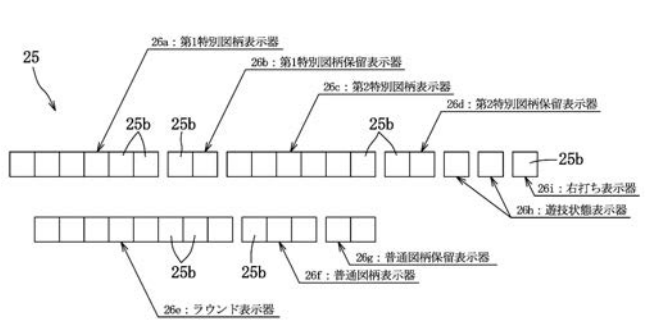 26a：第1特別図柄表示器
25
26b：第1特別図柄保留表示器
26c：第2特別図柄表示器
26d：第2特別図柄保留表示器
25b
25b
25b
25b
26i：右打ち表示器
26h：遊技状態表示器
26g：普通図柄保留表示器
25b
25b
26f：普通図柄表示器
26e：ラウンド表示器